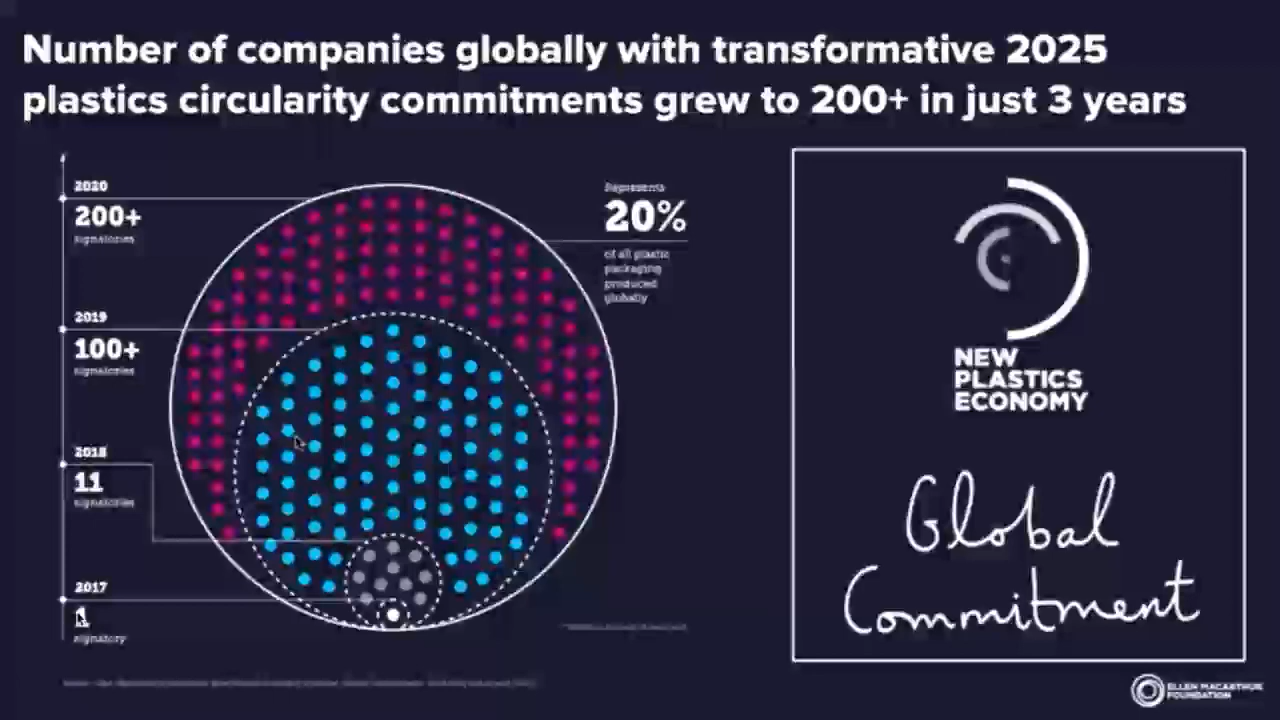 Number of companies globally with transformative 2025
plastics circularity commitments grew to 200+ in just 3 years
2020
200+
signatories
2019
100+
signatories
2018
11
signatories
2017
1
signatory
Represents
20%
of all plastic
packaging
produced
globally
NEW
PLASTICS
ECONOMY
Global
Commitment
ELLEN MACARTHUR
FOUNDATION